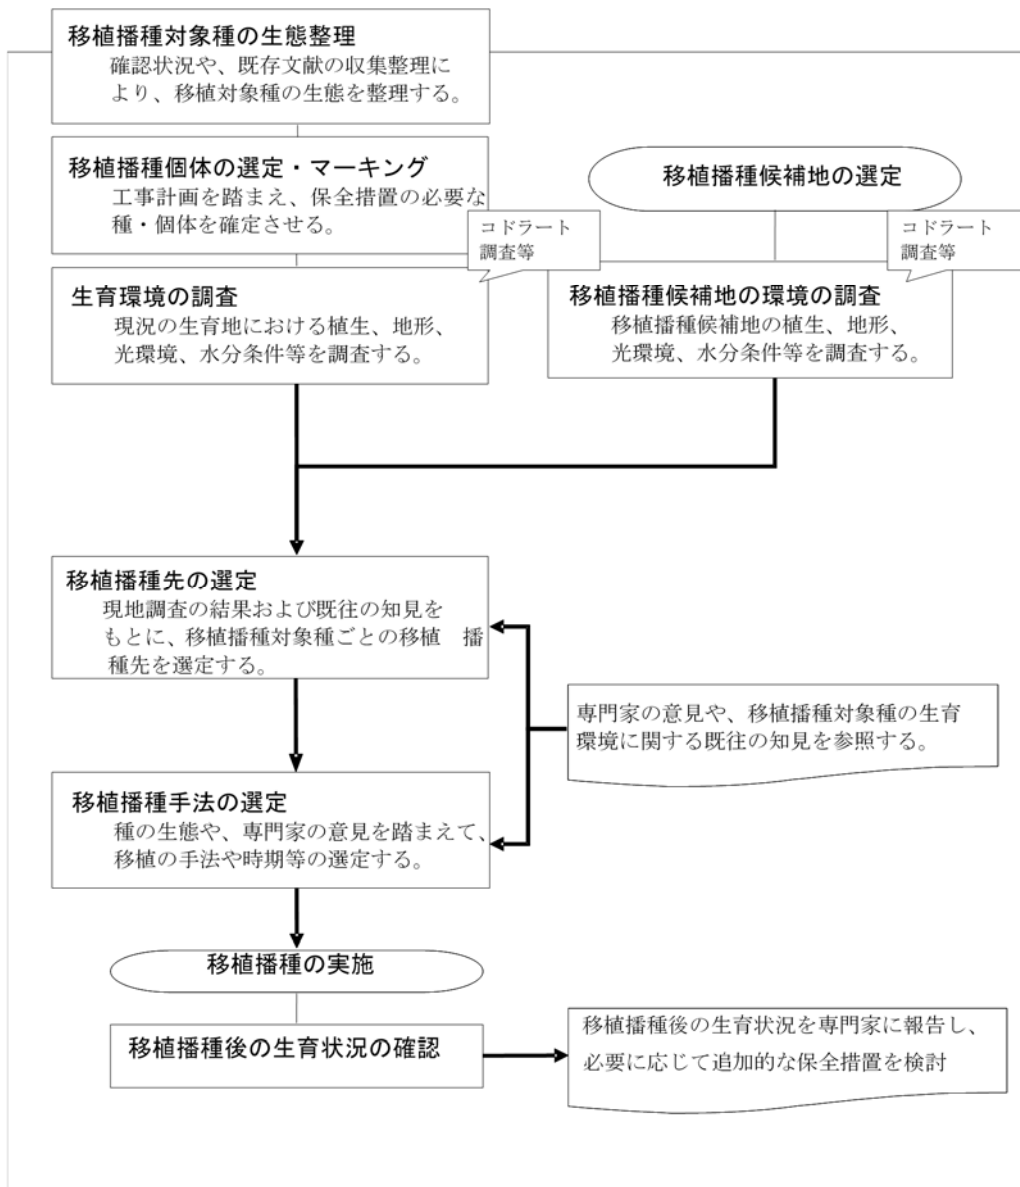 移植播種対象種の生態整理
確認状況や、既存文献の収集整理に
より、移植対象種の生態を整理する。
移植播種個体の選定・マーキング
工事計画を踏まえ、保全措置の必要な
種・個体を確定させる。
移植播種候補地の選定
コドラート
調査等
コドラート
調査等
生育環境の調査
現況の生育地における植生、地形、
光環境、水分条件等を調査する。
移植播種候補地の環境の調査
移植播種候補地の植生、地形、
光環境、水分条件等を調査する。
移植播種先の選定
現地調査の結果および既往の知見を
もとに、移植播種対象種ごとの移植　播
種先を選定する。
専門家の意見や、移植播種対象種の生育
環境に関する既往の知見を参照する。
移植播種手法の選定
種の生態や、専門家の意見を踏まえて、
移植の手法や時期等の選定する。
移植播種の実施
移植播種後の生育状況の確認
移植播種後の生育状況を専門家に報告し、
必要に応じて追加的な保全措置を検討